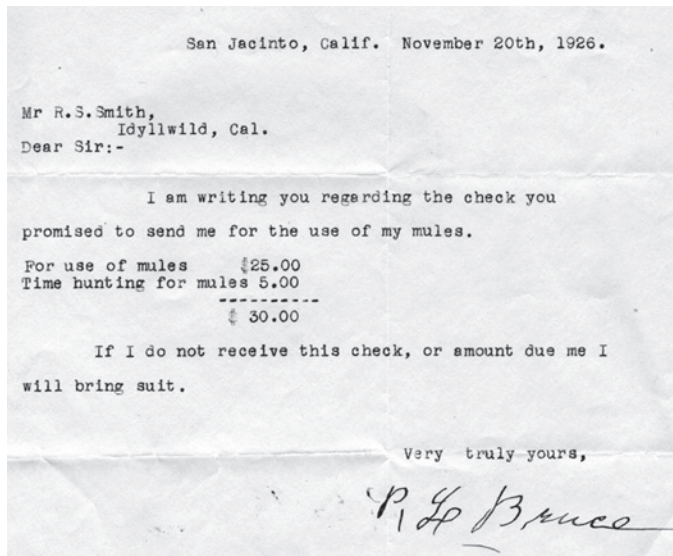 San Jacinto, Calif. November 20th, 1926.
Mr R.S.Smith,
Idyllwild, Cal.
Dear Sir:-
I am writing you regarding the check you
promised to send me for the use of my mules.
For use of mules $25.00
Time hunting for mules 5.00
----------
$ 30.00
If I do not receive this check, or amount due me I
will bring suit.
Very truly yours,
R L Bruce